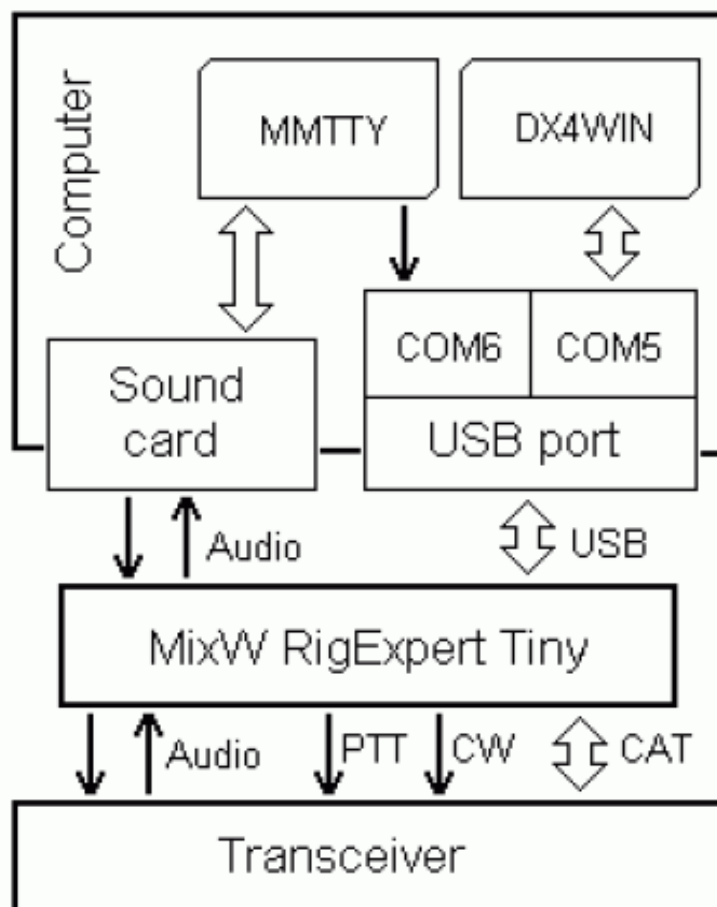 Computer
MMTTY
DX4WIN
COM6
COM5
Sound
card
USB port
Audio
USB
MixW RigExpert Tiny
Audio
PTT
CW
CAT
Transceiver